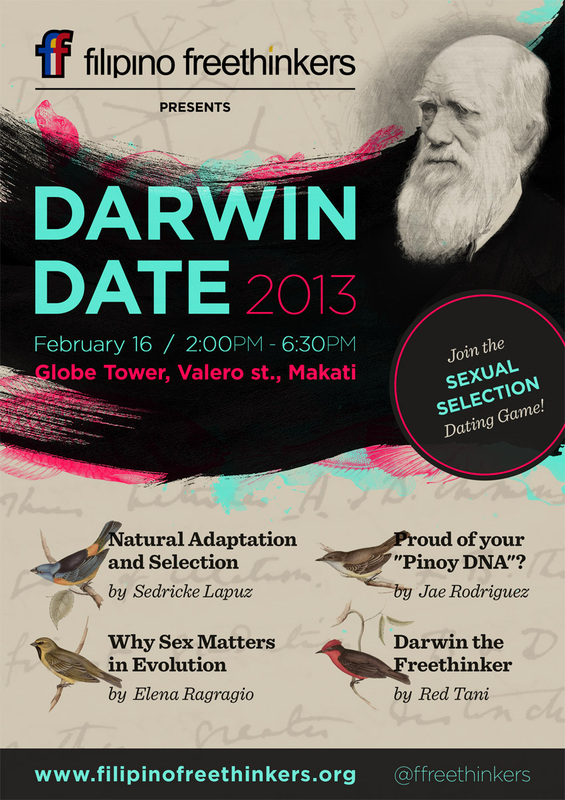 filipino freethinkers
PRESENTS
DARWIN
DATE 2013
February 16 / 2:00PM - 6:30PM
Globe Tower, Valero st., Makati
Join the
SEXUAL
SELECTION
Dating Game!
Natural Adaptation
and Selection
by Sedricke Lapuz
Proud of your
"Pinoy DNA"?
by Jae Rodriguez
Why Sex Matters
in Evolution
by Elena Ragragio
Darwin the
Freethinker
by Red Tani
www.filipinofreethinkers.org
@ffreethinkers